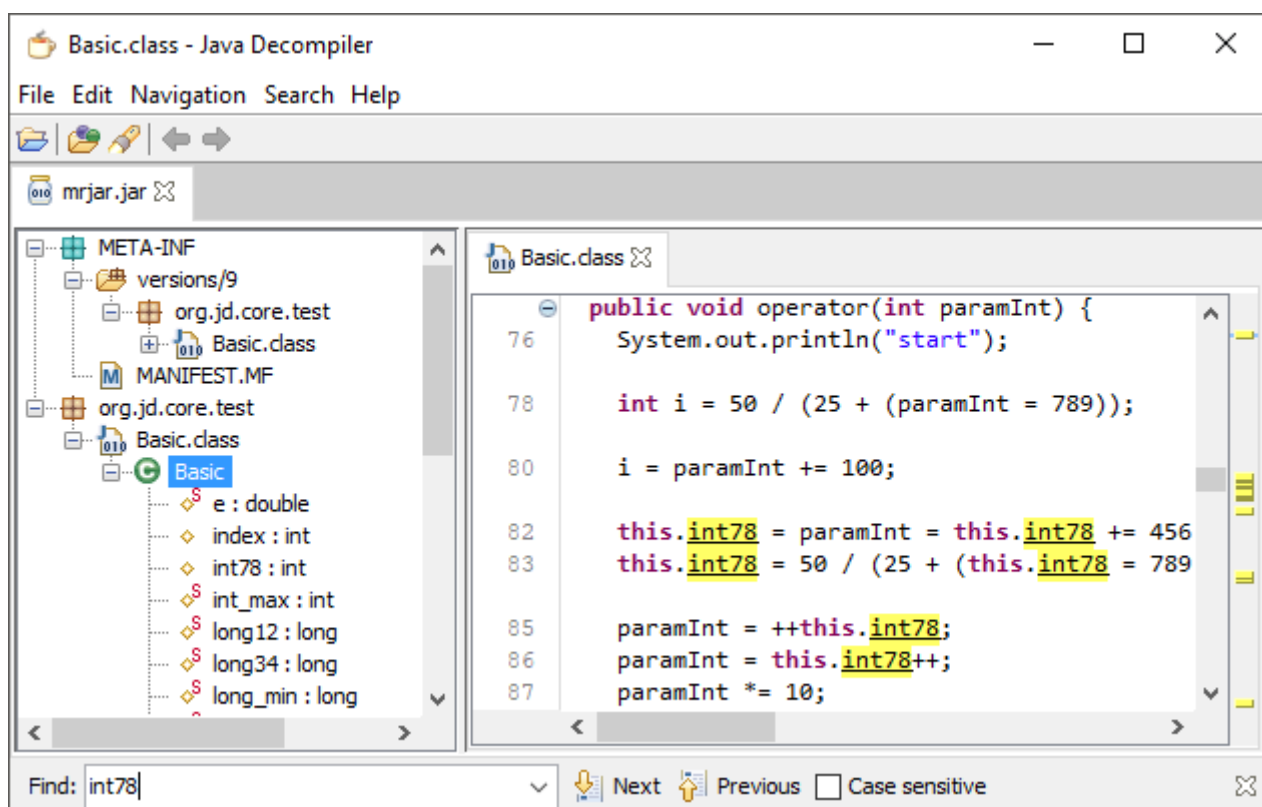 Basic.class - Java Decompiler
File Edit Navigation Search Help
mrjar.jar
META-INF
versions/9
org.jd.core.test
Basic.class
MANIFEST.MF
org.jd.core.test
Basic.class
Basic
e : double
index : int
int78 : int
int_max : int
long12 : long
long34 : long
long_min : long
Basic.class
public void operator(int paramInt) {
76 System.out.println("start");
78 int i = 50 / (25 + (paramInt = 789));
80 i = paramInt += 100;
82 this.int78 = paramInt = this.int78 += 456
83 this.int78 = 50 / (25 + (this.int78 = 789
85 paramInt = ++this.int78;
86 paramInt = this.int78++;
87 paramInt *= 10;
Find: int78 Next Previous Case sensitive